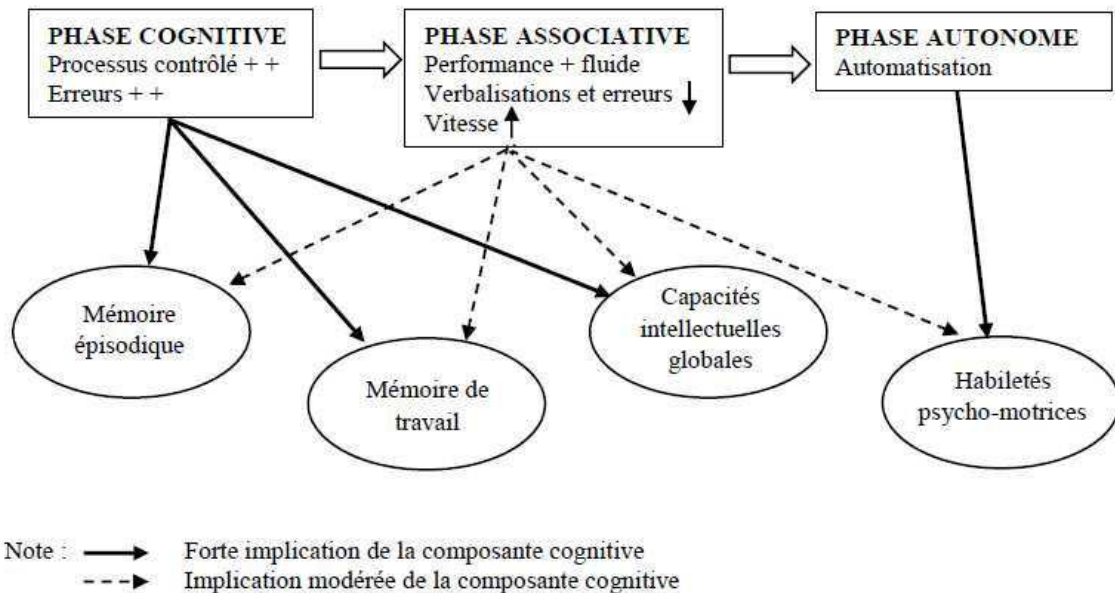 PHASE COGNITIVE
Processus contrôlé + +
Erreurs + +
PHASE ASSOCIATIVE
Performance + fluide
Verbalisations et erreurs
Vitesse
PHASE AUTONOME
Automatisation
Mémoire
épisodique
Mémoire de
travail
Capacités
intellectuelles
globales
Habiletés
psycho-motrices
Note :
Forte implication de la composante cognitive
Implication modérée de la composante cognitive